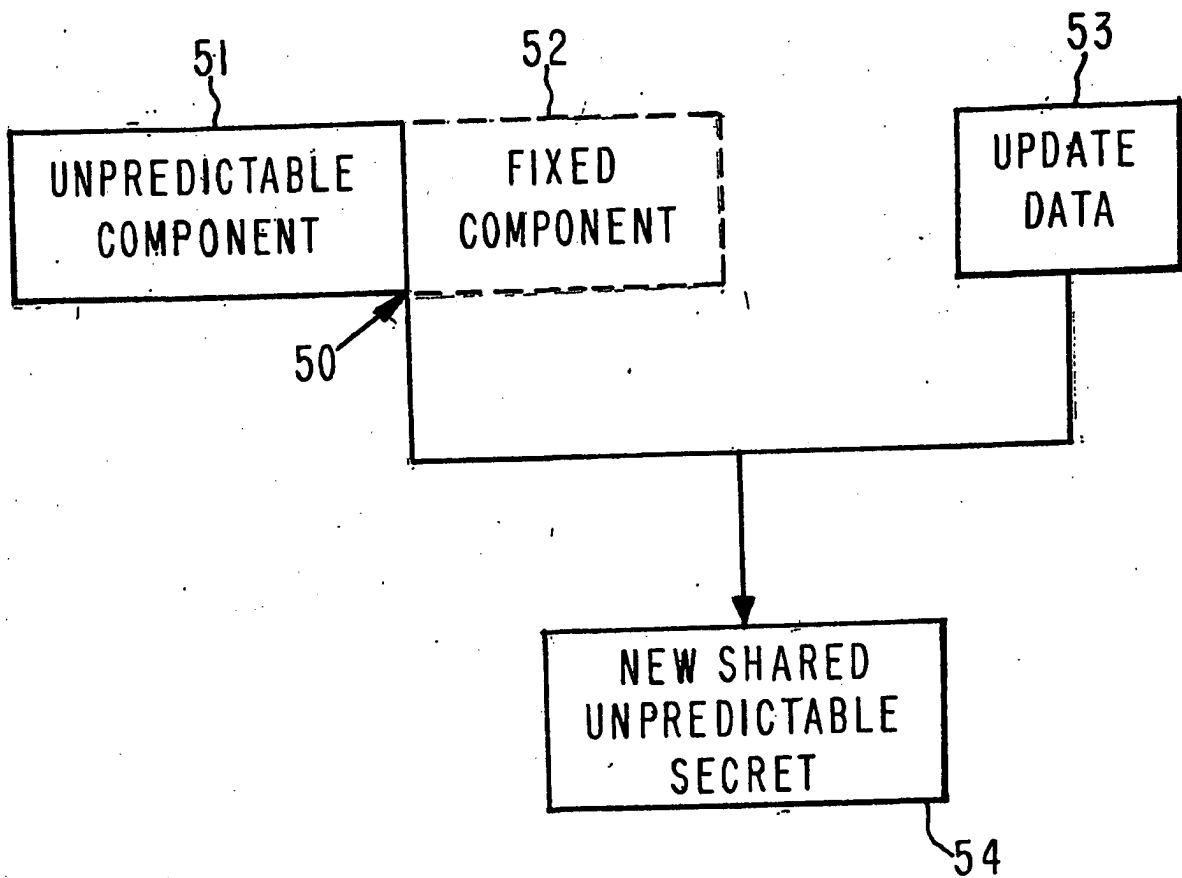 51
52
53
UNPREDICTABLE
COMPONENT
FIXED
COMPONENT
UPDATE
DATA
50
NEW SHARED
UNPREDICTABLE
SECRET
54